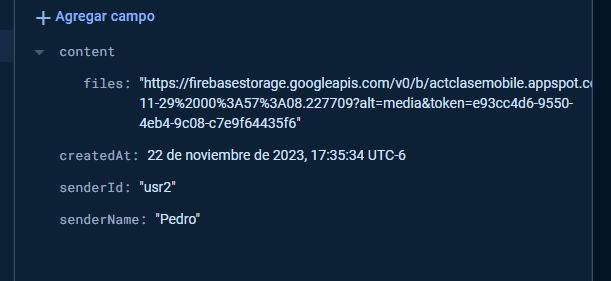 + Agregar campo
content
files: "https://firebasestorage.googleapis.com/v0/b/actclasemobile.appspot.co
11-29%2000%3A57%3A08.227709?alt=media&token=e93cc4d6-9550-
4eb4-9c08-c7e9f64435f6"
createdAt: 22 de noviembre de 2023, 17:35:34 UTC-6
senderId: "usr2"
senderName: "Pedro"